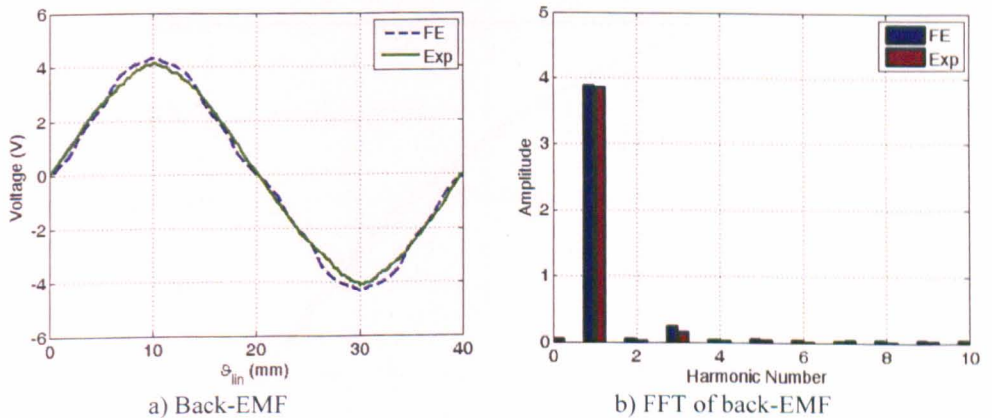 6
4
2
0
-2
-4
-6
Voltage (V)
FE
Exp
0 10 20 30 40
ϑlin (mm)
a) Back-EMF
5
4
3
2
1
0
Amplitude
FE
Exp
0 2 4 6 8 10
Harmonic Number
b) FFT of back-EMF